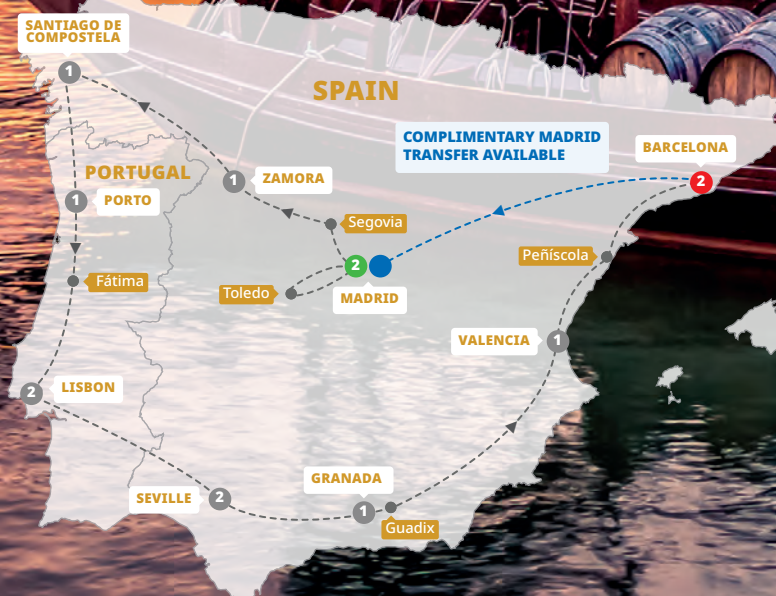 SANTIAGO DE
COMPOSTELA
1
SPAIN
COMPLIMENTARY MADRID
TRANSFER AVAILABLE
BARCELONA
2
PORTUGAL
1
ZAMORA
1
PORTO
Segovia
Peñíscola
2
MADRID
Fátima
Toledo
VALENCIA
1
2
LISBON
GRANADA
1
SEVILLE
2
Guadix